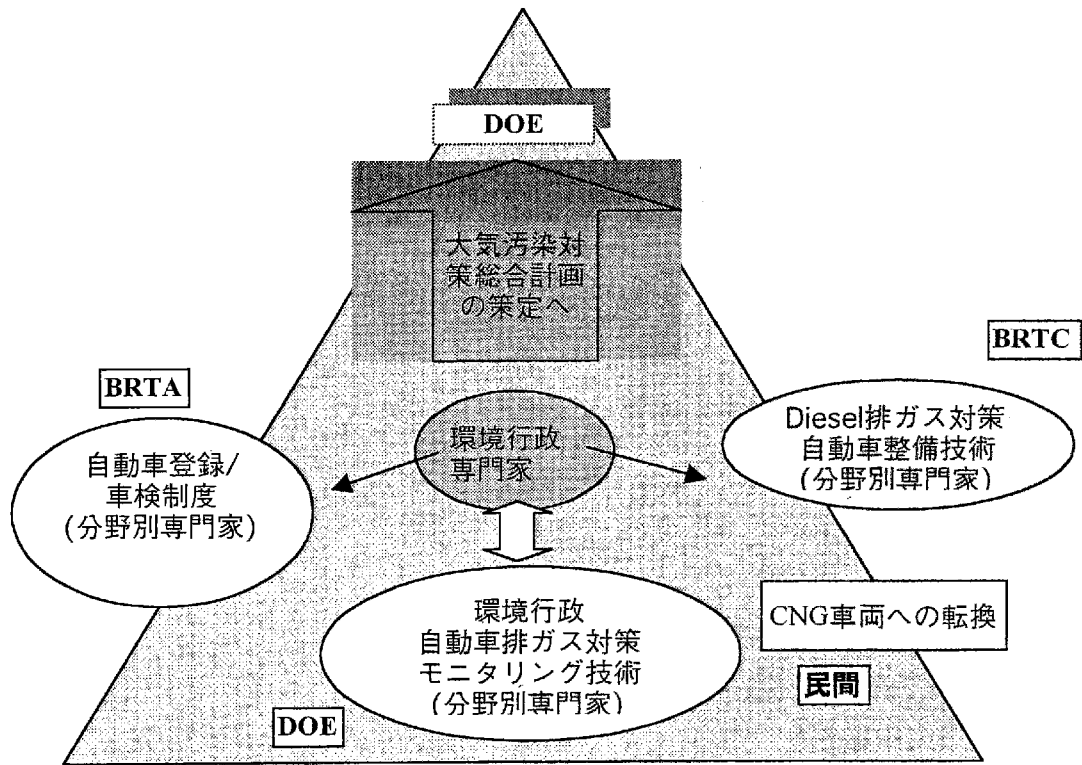 DOE
大気汚染対
策総合計画
の策定へ
BRTC
BRTA
Diesel排ガス対策
自動車整備技術
(分野別専門家)
環境行政
専門家
自動車登録/
車検制度
(分野別専門家)
環境行政
自動車排ガス対策
モニタリング技術
(分野別専門家)
CNG車両への転換
民間
DOE